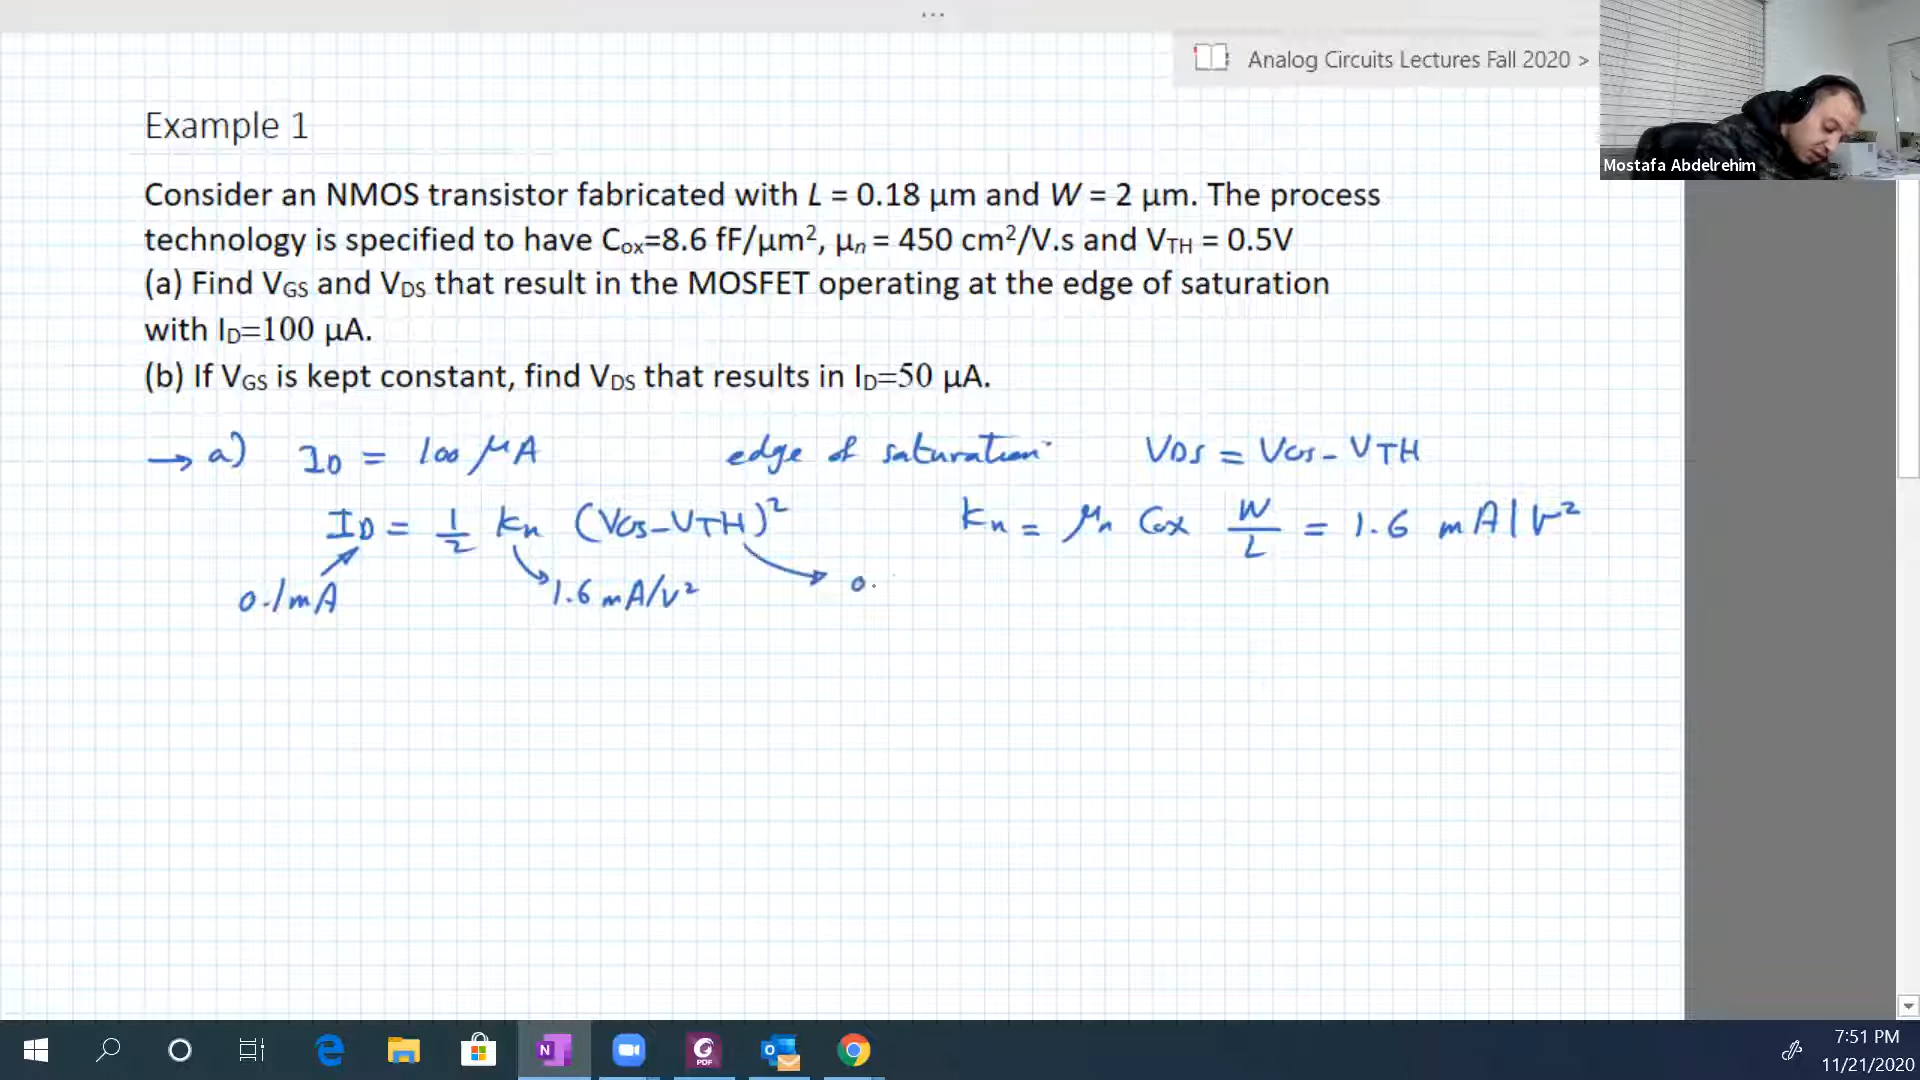 ...
Analog Circuits Lectures Fall 2020 >
Mostafa Abdelrehim
Example 1
Consider an NMOS transistor fabricated with L = 0.18 μm and W = 2 μm. The process
technology is specified to have Cox=8.6 fF/μm², μn = 450 cm²/V.s and VTH = 0.5V
(a) Find VGS and VDS that result in the MOSFET operating at the edge of saturation
with ID=100 μA.
(b) If VGS is kept constant, find VDS that results in ID=50 μA.
→ a) ID = 100 μA edge of saturation VDS = VGS - VTH
ID = 1/2 kn (VGS-VTH)² kn = μn Cox W/L = 1.6 mA/V²
0.1mA 1.6 mA/V² 0.
N
PDF
7:51 PM
11/21/2020